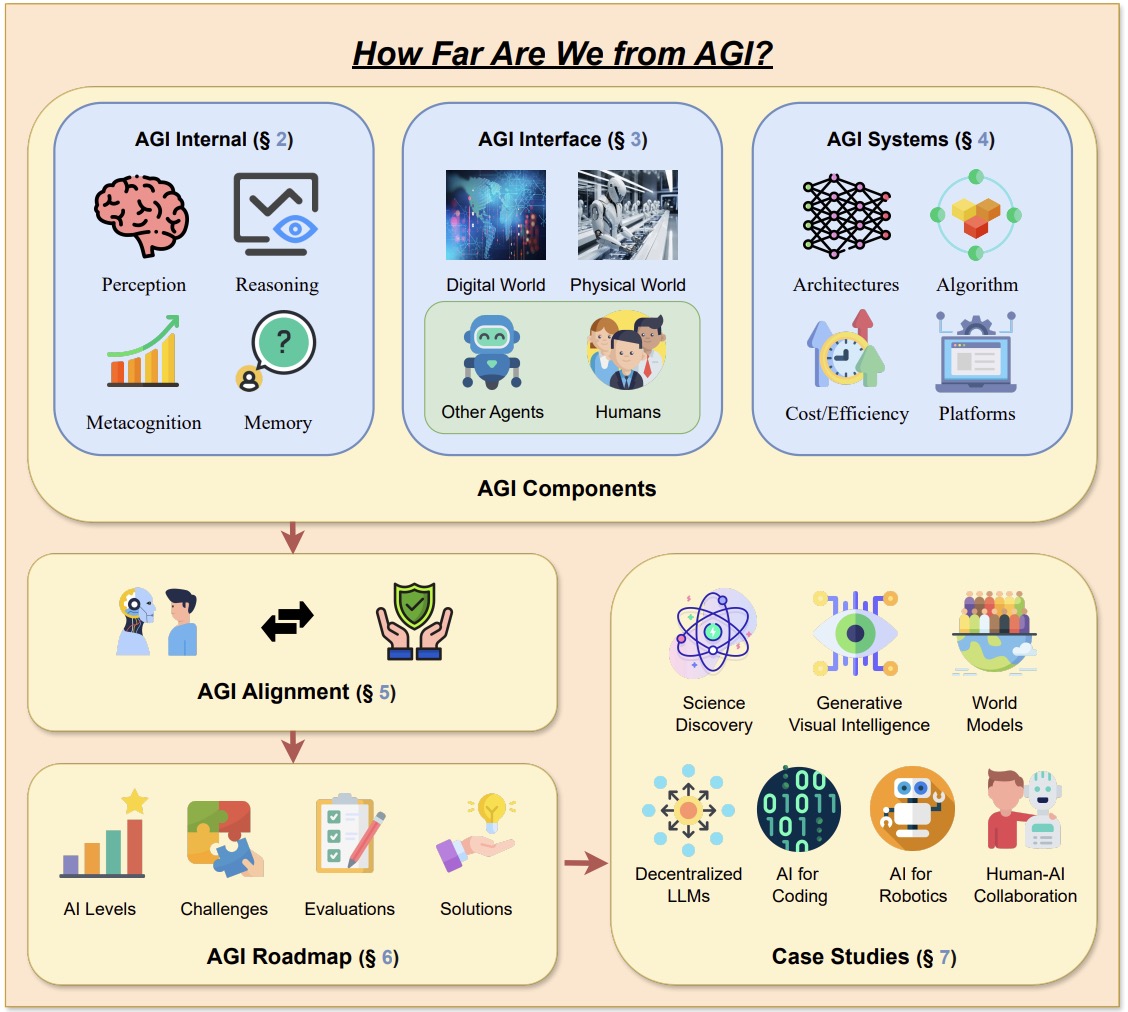 How Far Are We from AGI?
AGI Internal (§ 2)
Perception
Reasoning
Metacognition
Memory
AGI Interface (§ 3)
Digital World
Physical World
Other Agents
Humans
AGI Systems (§ 4)
Architectures
Algorithm
Cost/Efficiency
Platforms
AGI Components
AGI Alignment (§ 5)
AI Levels
Challenges
Evaluations
Solutions
AGI Roadmap (§ 6)
Science
Discovery
Generative
Visual Intelligence
World
Models
Decentralized
LLMs
AI for
Coding
AI for
Robotics
Human-AI
Collaboration
Case Studies (§ 7)